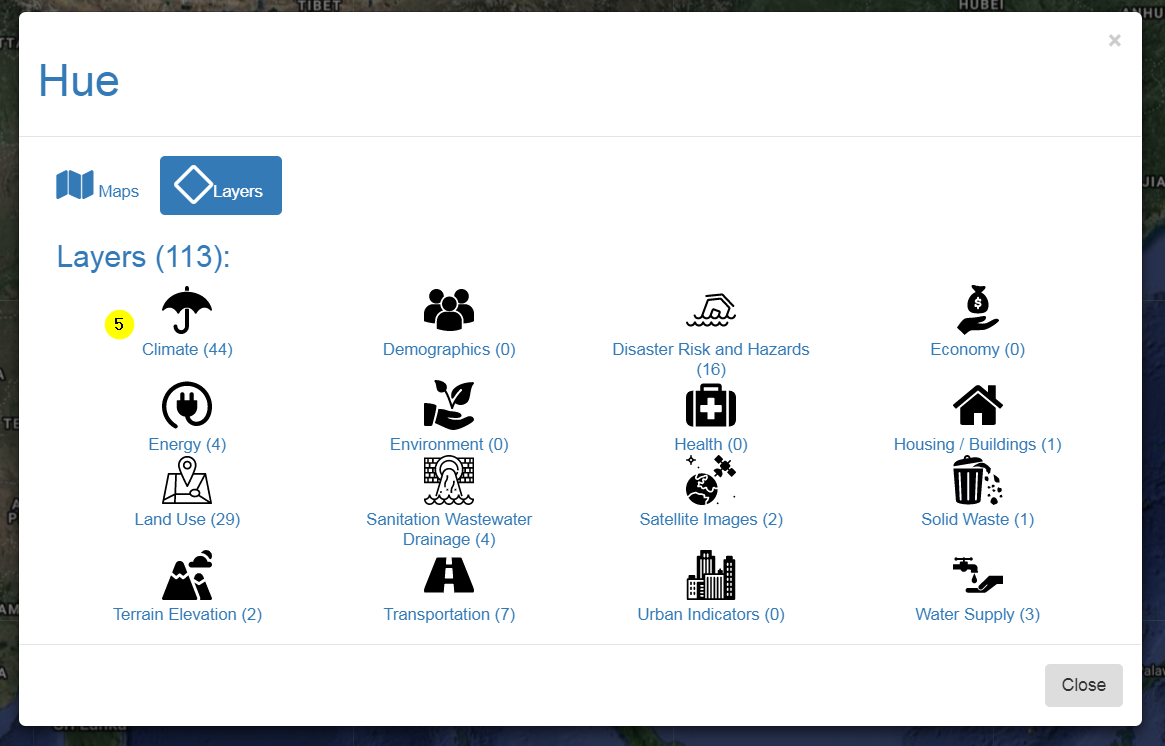 TIBET
HUBEI
×
Hue
Maps
Layers
Layers (113):
5
Climate (44)
Demographics (0)
Disaster Risk and Hazards
(16)
Economy (0)
Energy (4)
Environment (0)
Health (0)
Housing / Buildings (1)
Land Use (29)
Sanitation Wastewater
Drainage (4)
Satellite Images (2)
Solid Waste (1)
Terrain Elevation (2)
Transportation (7)
Urban Indicators (0)
Water Supply (3)
Close
Sri Lanka